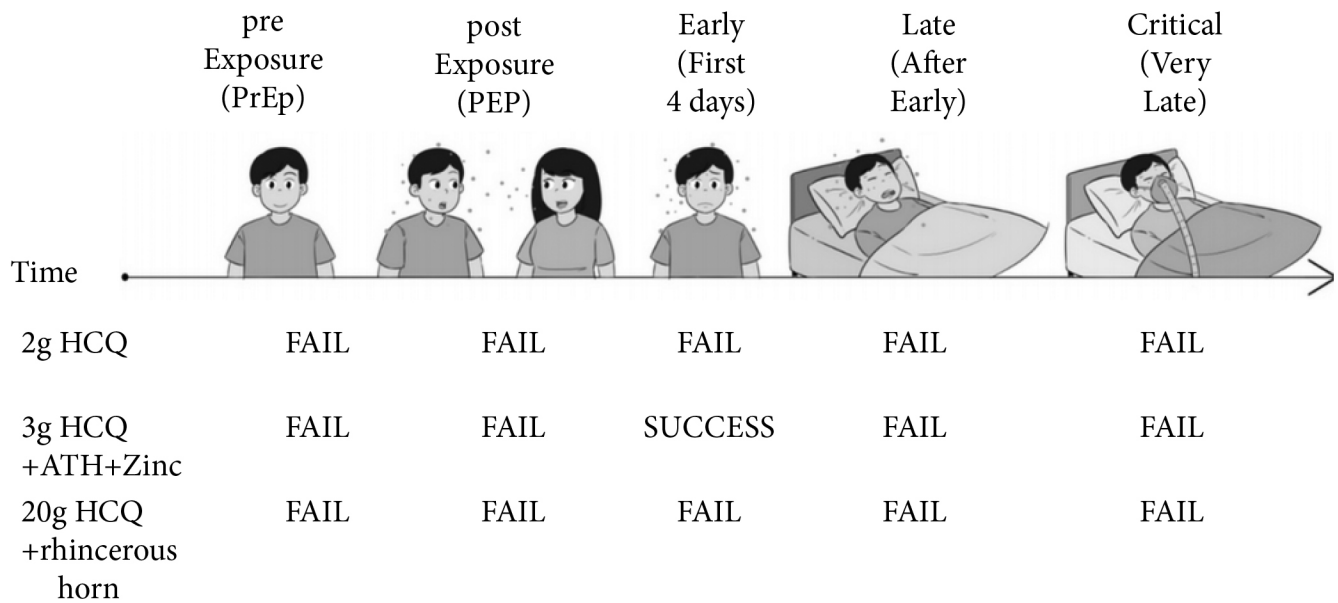 pre
Exposure
(PrEp)
post
Exposure
(PEP)
Early
(First
4 days)
Late
(After
Early)
Critical
(Very
Late)
Time
2g HCQ FAIL FAIL FAIL FAIL FAIL
3g HCQ FAIL FAIL SUCCESS FAIL FAIL
+ATH+Zinc
20g HCQ FAIL FAIL FAIL FAIL FAIL
+rhincerous
horn